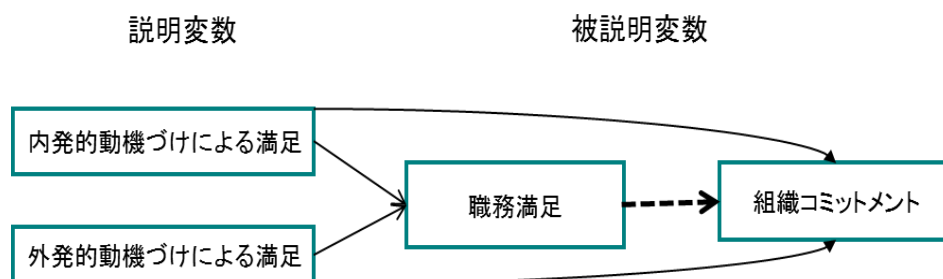 説明変数
被説明変数
内発的動機づけによる満足
職務満足
組織コミットメント
外発的動機づけによる満足